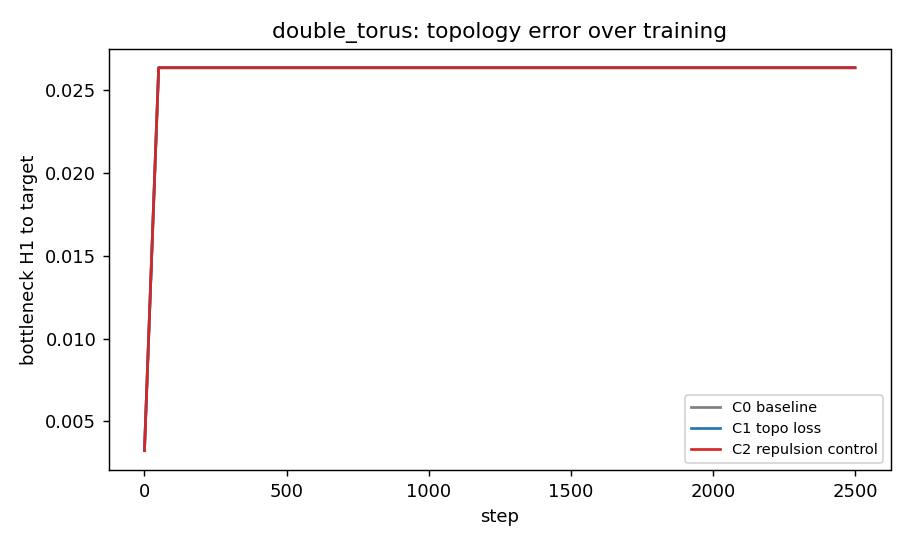 double_torus: topology error over training
bottleneck H1 to target
0.025
0.020
0.015
0.010
0.005
C0 baseline
C1 topo loss
C2 repulsion control
0 500 1000 1500 2000 2500
step